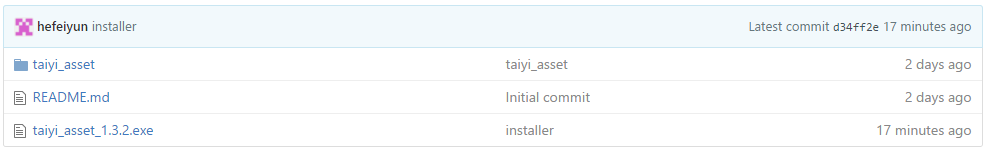 hefeiyun installer Latest commit d34ff2e 17 minutes ago
taiyi_asset taiyi_asset 2 days ago
README.md Initial commit 2 days ago
taiyi_asset_1.3.2.exe installer 17 minutes ago